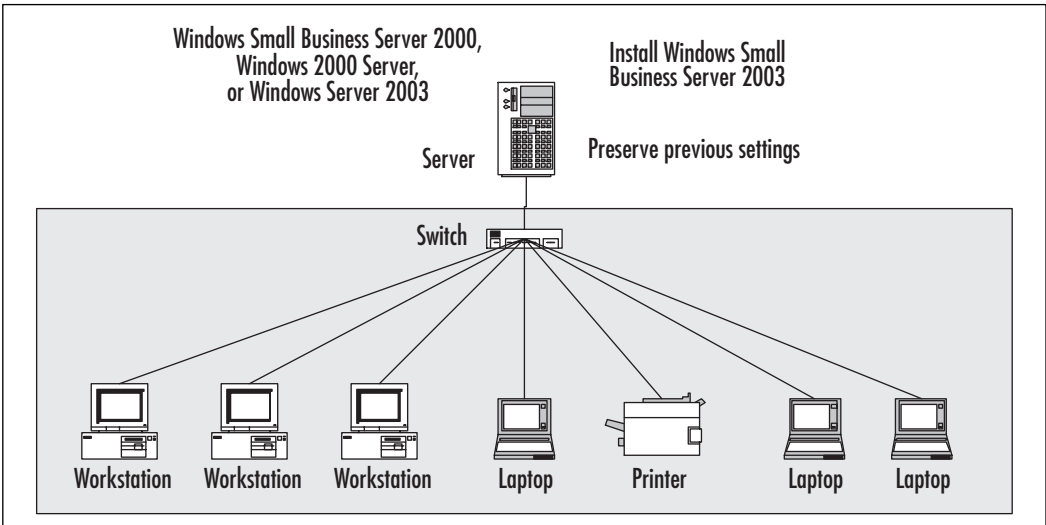 Windows Small Business Server 2000,
Windows 2000 Server,
or Windows Server 2003
Install Windows Small
Business Server 2003
Server
Preserve previous settings
Switch
Workstation
Workstation
Workstation
Laptop
Printer
Laptop
Laptop